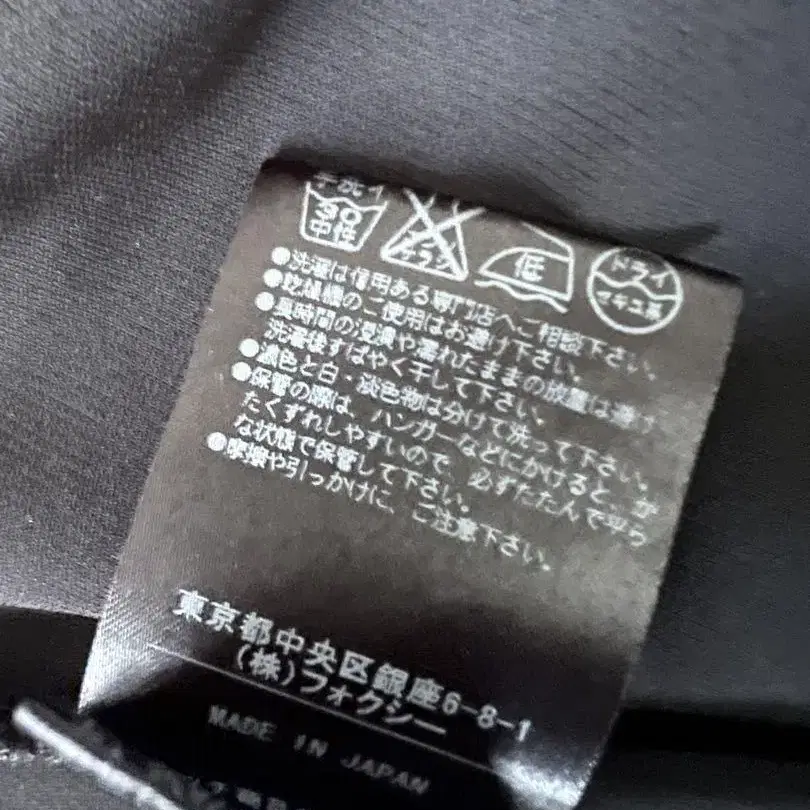 手洗イ
30
中性
エンソ
サラシ
低
ドライ
セキユ系
●洗濯は信用ある専門店へご相談下さい。
●乾燥機のご使用はお避け下さい。
●長時間の浸漬や濡れたままの放置は避け
洗濯後すばやく干して下さい。
●濃色と白・淡色物は分けて洗って下さい。
●保管の際は、ハンガーなどにかけると、か
たくずれしやすいので、必ずたたんで平ら
な状態で保管して下さい。
●摩擦や引っかけに、ご注意下さい。
東京都中央区銀座6-8-1
(株)フォクシー
MADE IN JAPAN